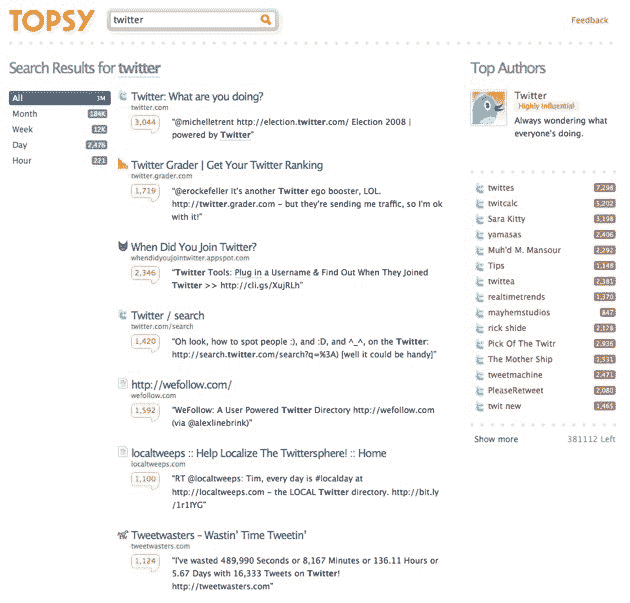 TOPSY
twitter
Feedback
Search Results for twitter
All 3M
Month 184K
Week 12K
Day 2,476
Hour 221
Twitter: What are you doing?
twitter.com
3,044
"@michelletrent http://election.twitter.com/ Election 2008 |
powered by Twitter"
Twitter Grader | Get Your Twitter Ranking
twitter.grader.com
1,719
"@erockefeller It's another Twitter ego booster, LOL.
http://twitter.grader.com - but they're sending me traffic, so I'm ok
with it!"
When Did You Join Twitter?
whendidyoujointwitter.appspot.com
2,346
"Twitter Tools: Plug in a Username & Find Out When They Joined
Twitter >> http://cli.gs/XujRLh"
Twitter / search
twitter.com/search
1,420
"Oh look, how to spot people :), and :D, and ^_^, on the Twitter:
http://search.twitter.com/search?q=%3A) [well it could be handy]"
http://wefollow.com/
wefollow.com
1,592
"WeFollow: A User Powered Twitter Directory http://wefollow.com
(via @alexlinebrink)"
localtweeps :: Help Localize The Twittersphere! :: Home
localtweeps.com
1,100
"RT @localtweeps: Tim, every day is #localday at
http://localtweeps.com - the LOCAL Twitter directory. http://bit.ly
/1r1IYG"
Tweetwasters - Wastin' Time Tweetin'
tweetwasters.com
1,124
"I've wasted 489,990 Seconds or 8,167 Minutes or 136.11 Hours or
5.67 Days with 16,333 Tweets on Twitter!
http://tweetwasters.com"
Top Authors
Twitter
Highly Influential
Always wondering what
everyone's doing.
twittes 7,298
twitcalc 5,202
Sara Kitty 3,198
yamasas 2,406
Muh'd M. Mansour 2,292
Tips 1,148
twittea 2,381
realtimetrends 1,370
mayhemstudios 847
rick shide 2,128
Pick Of The Twitr 2,936
The Mother Ship 1,331
tweetmachine 2,471
PleaseRetweet 2,080
twit new 1,465
Show more 381112 Left